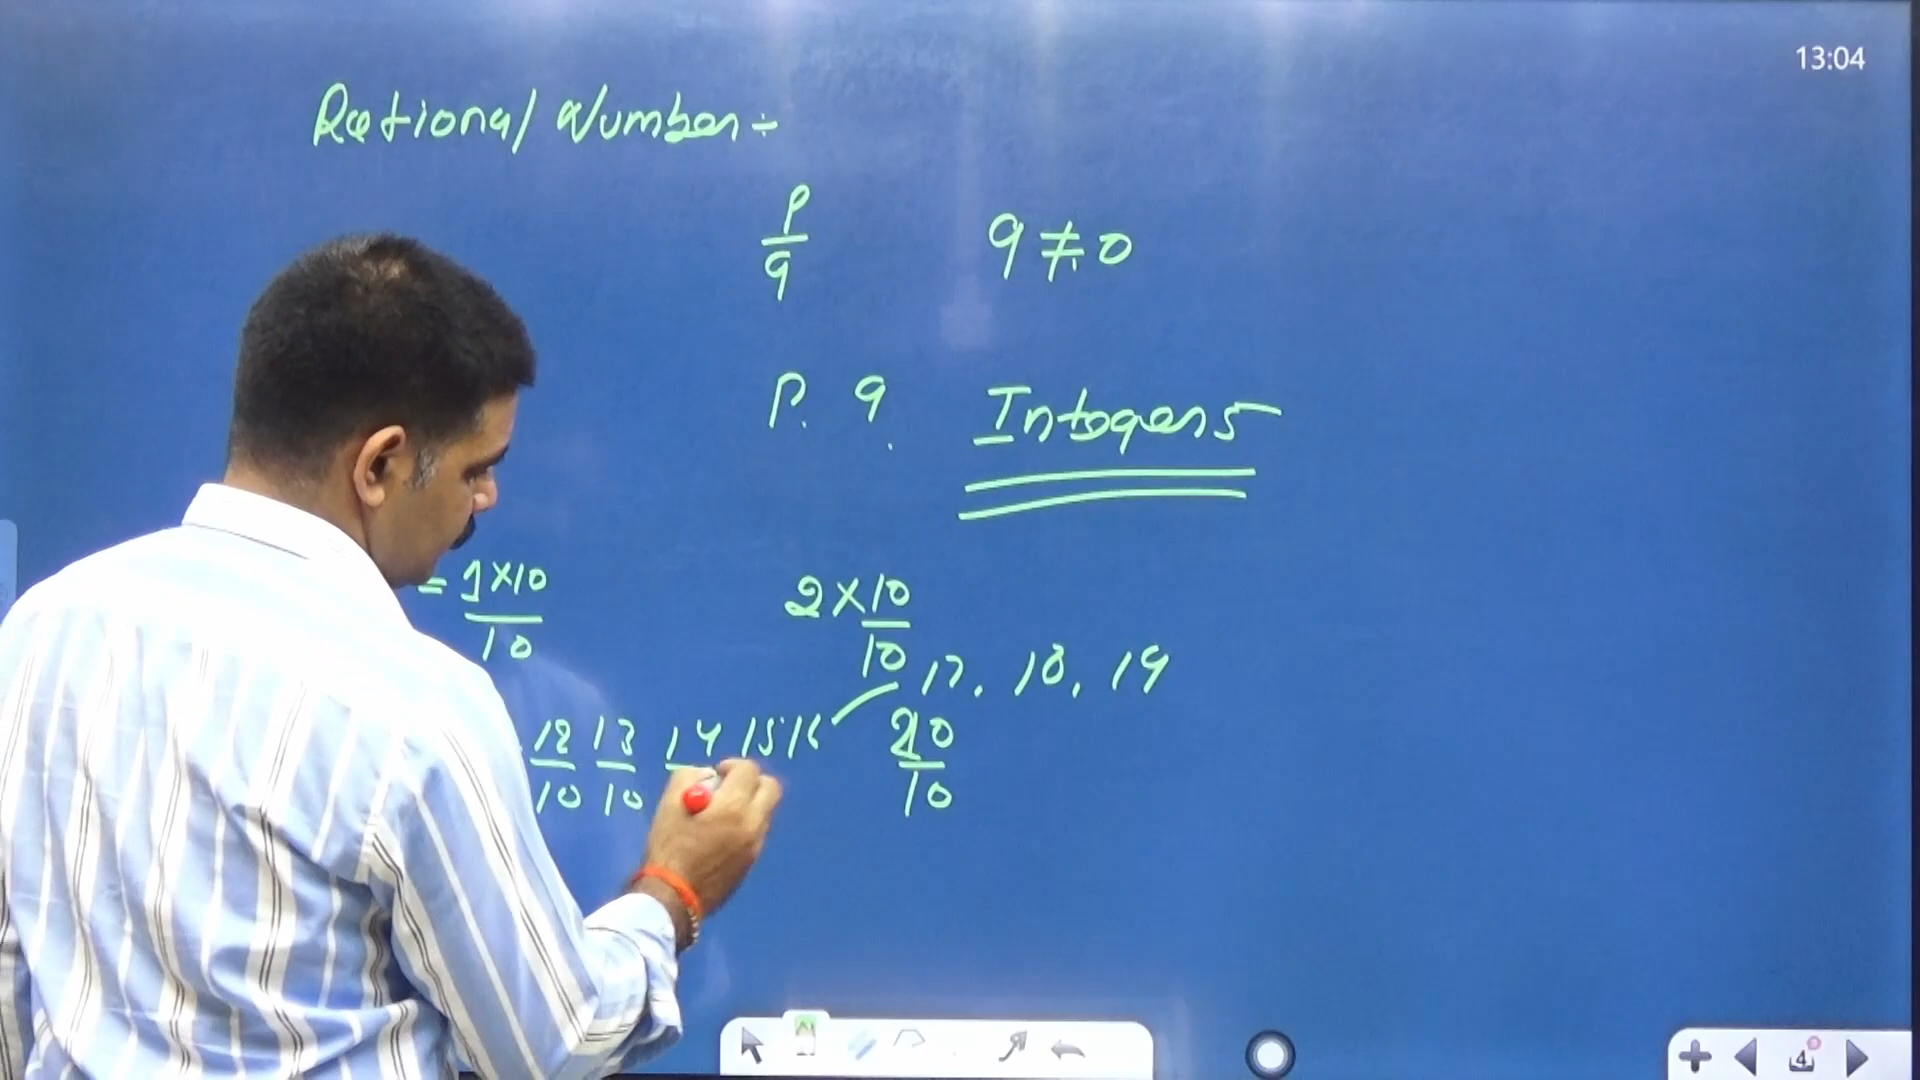 13:04
Rational Number ÷
p/q q ≠ 0
P. q Integers
= 1×10/10 2 × 10/10
17. 18, 19
12/10 13/10 14 15 16 20/10
4